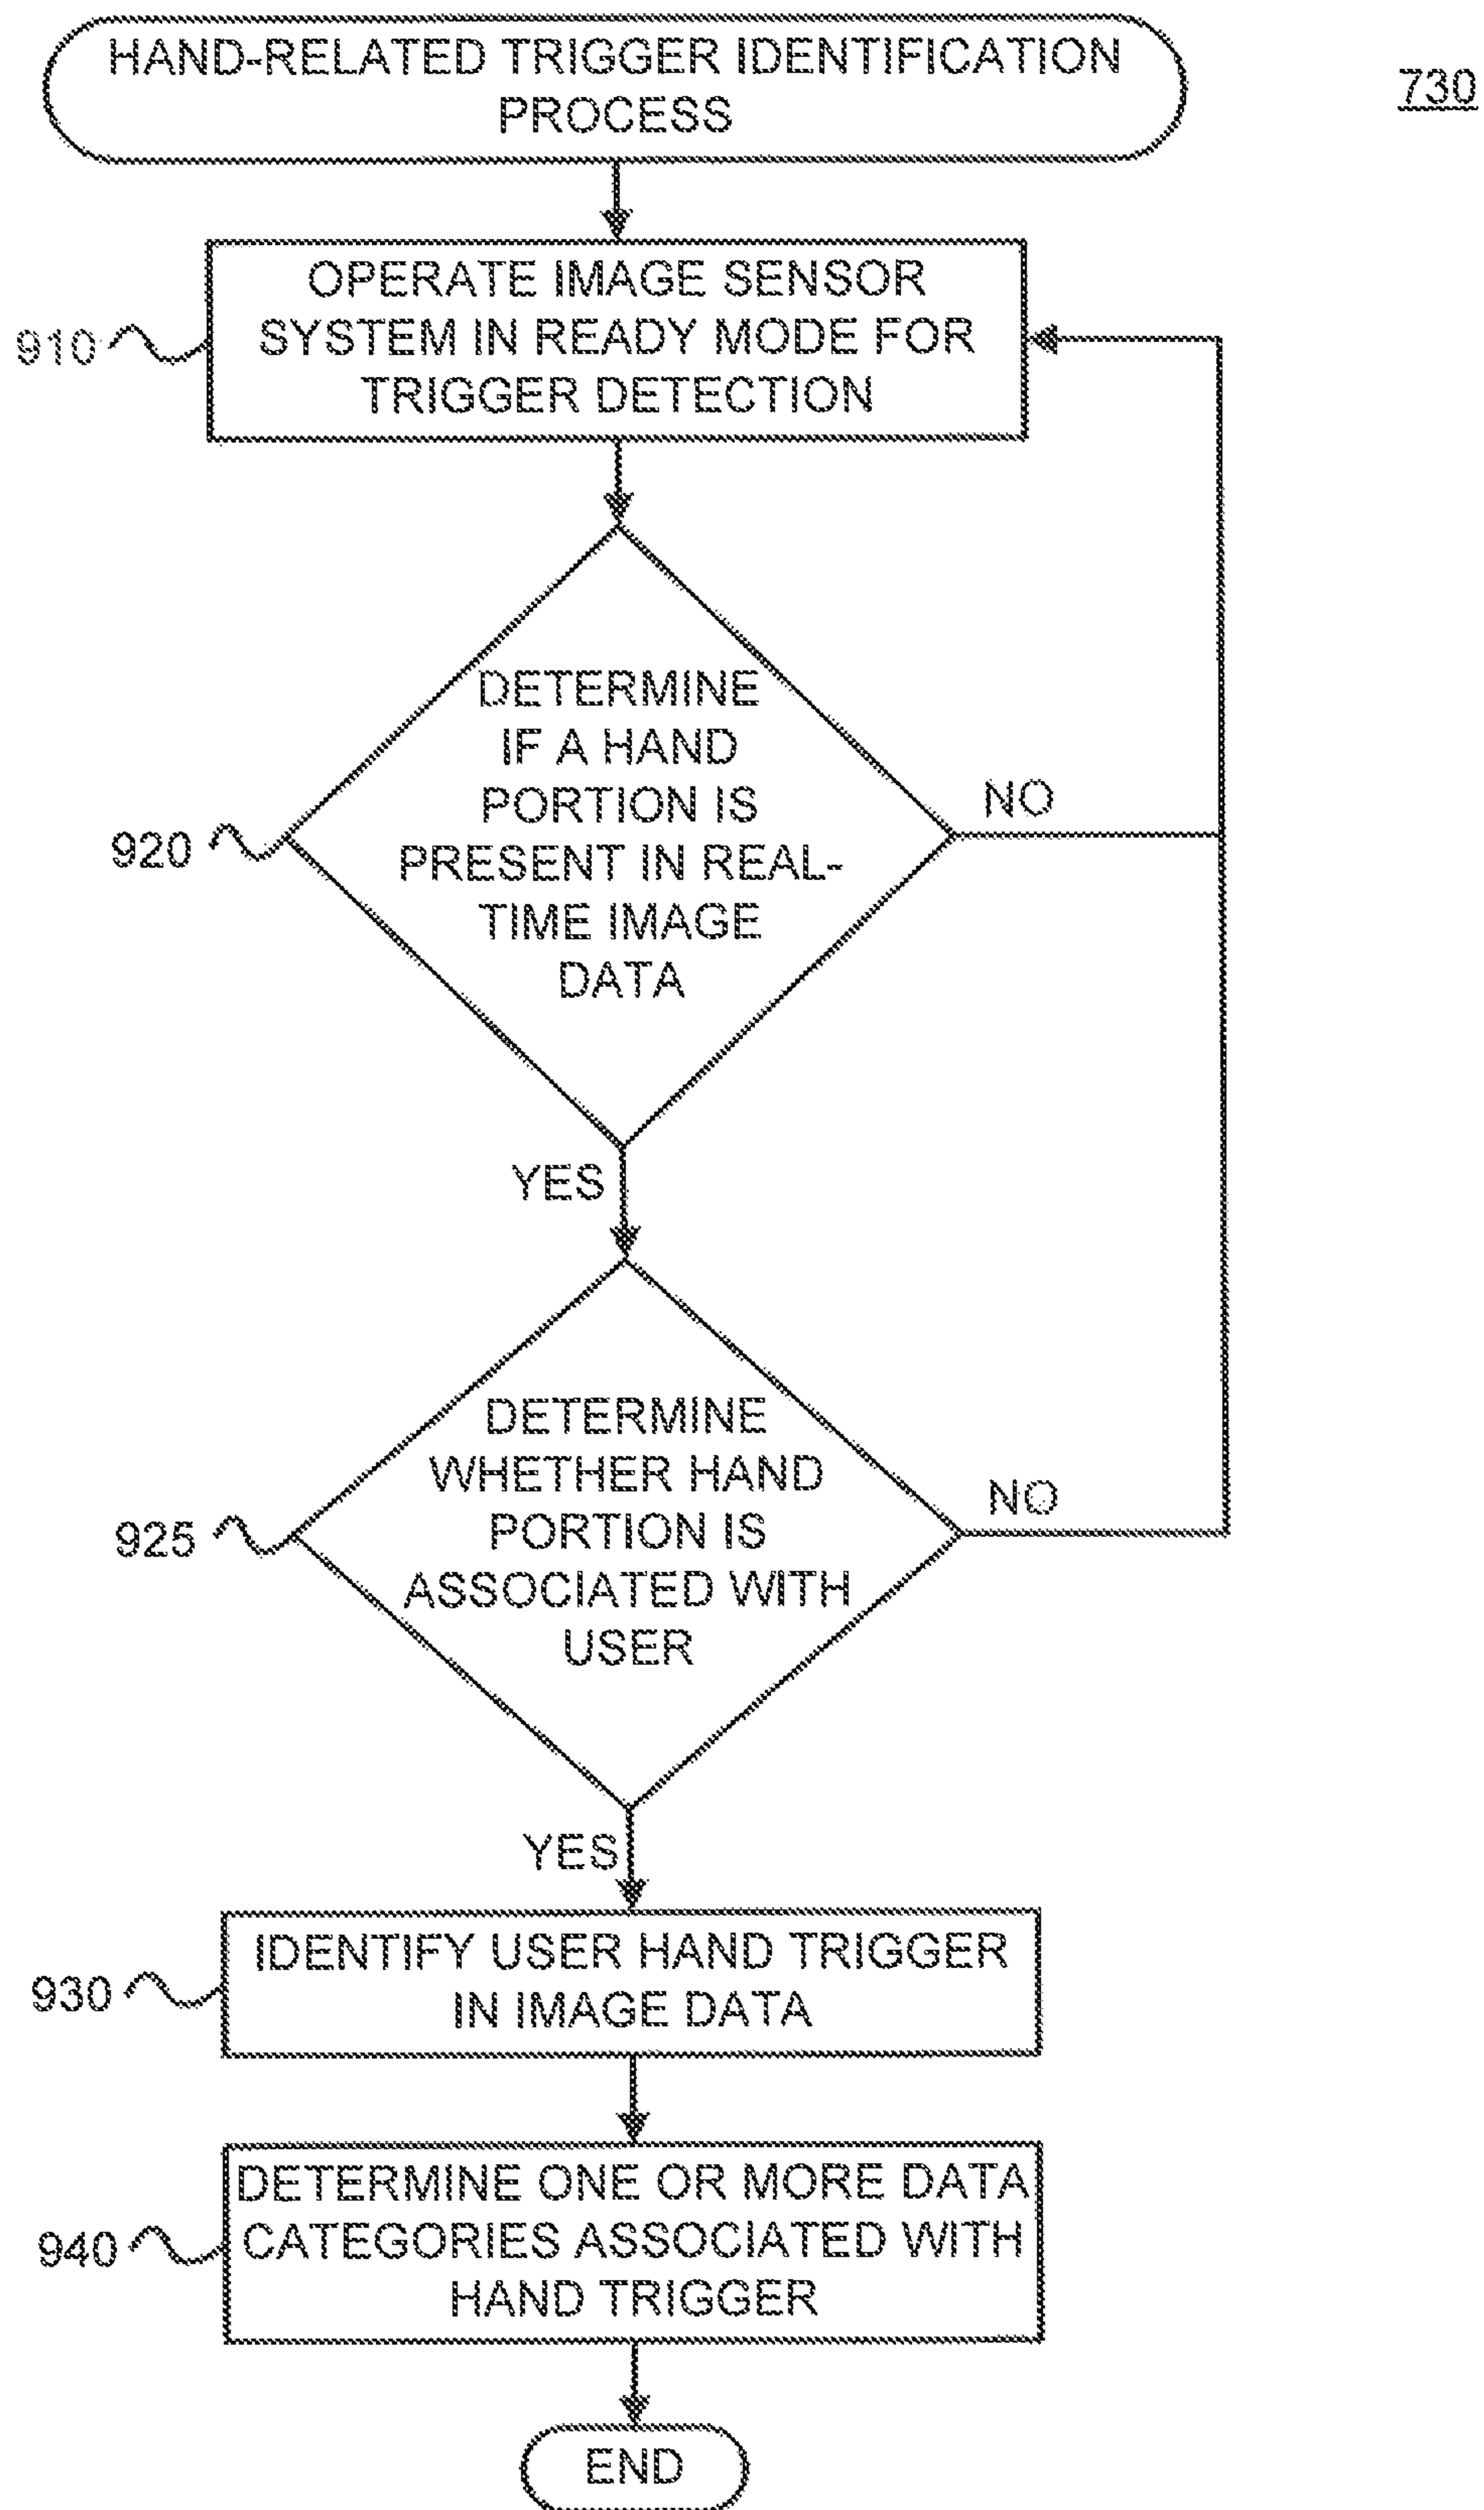 HAND-RELATED TRIGGER IDENTIFICATION
PROCESS
730
OPERATE IMAGE SENSOR
SYSTEM IN READY MODE FOR
TRIGGER DETECTION
910
DETERMINE
IF A HAND
PORTION IS
PRESENT IN REAL-
TIME IMAGE
DATA
920
NO
YES
DETERMINE
WHETHER HAND
PORTION IS
ASSOCIATED WITH
USER
925
NO
YES
IDENTIFY USER HAND TRIGGER
IN IMAGE DATA
930
DETERMINE ONE OR MORE DATA
CATEGORIES ASSOCIATED WITH
HAND TRIGGER
940
END